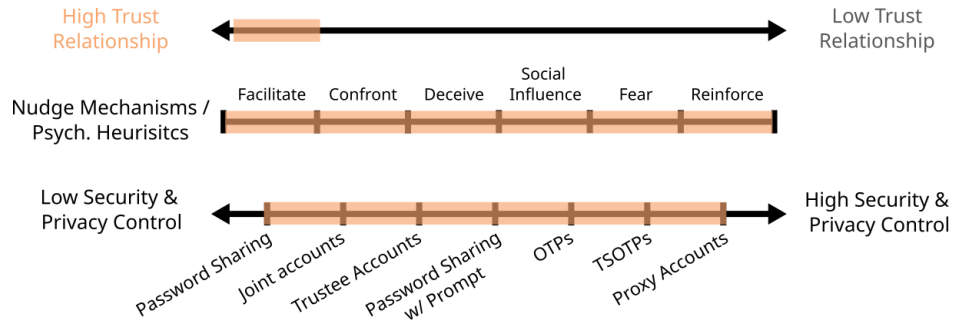 High Trust
Relationship
Low Trust
Relationship
Nudge Mechanisms /
Psych. Heurisitcs
Facilitate
Confront
Deceive
Social
Influence
Fear
Reinforce
Low Security &
Privacy Control
High Security &
Privacy Control
Password Sharing
Joint accounts
Trustee Accounts
Password Sharing
w/ Prompt
OTPs
TSOTPs
Proxy Accounts